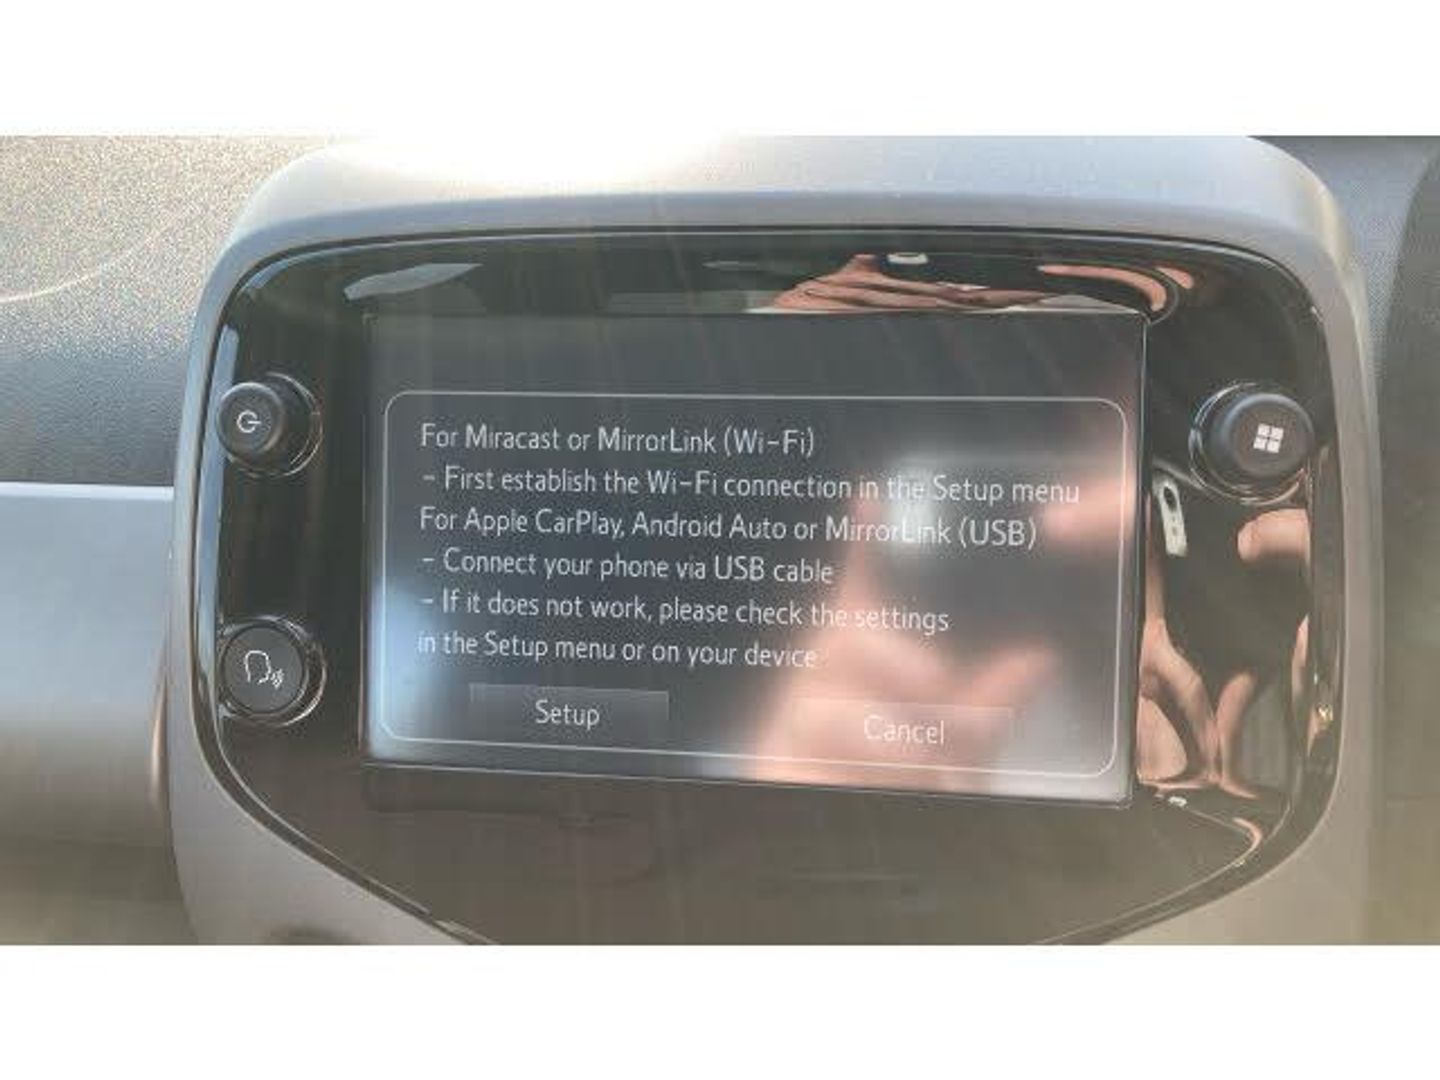 For Miracast or MirrorLink (Wi-Fi)
- First establish the Wi-Fi connection in the Setup menu
For Apple CarPlay, Android Auto or MirrorLink (USB)
- Connect your phone via USB cable
- If it does not work, please check the settings
in the Setup menu or on your device.
Setup
Cancel